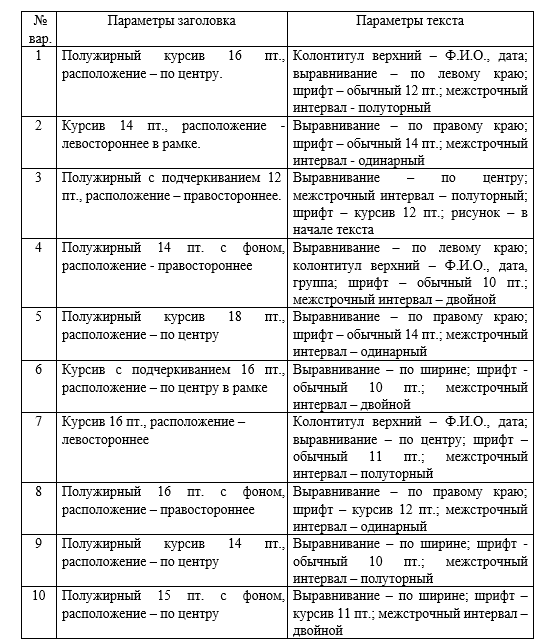 № вар.
Параметры заголовка
Параметры текста
1
Полужирный курсив 16 пт.,
расположение – по центру.
Колонтитул верхний – Ф.И.О., дата;
выравнивание – по левому краю;
шрифт – обычный 12 пт.; межстрочный
интервал - полуторный
2
Курсив 14 пт., расположение -
левостороннее в рамке.
Выравнивание – по правому краю;
шрифт – обычный 14 пт.; межстрочный
интервал - одинарный
3
Полужирный с подчеркиванием 12
пт., расположение – правостороннее.
Выравнивание – по центру;
межстрочный интервал – полуторный;
шрифт – курсив 12 пт.; рисунок – в
начале текста
4
Полужирный 14 пт. с фоном,
расположение - правостороннее
Выравнивание – по левому краю;
колонтитул верхний – Ф.И.О., дата,
группа; шрифт – обычный 10 пт.;
межстрочный интервал – двойной
5
Полужирный курсив 18 пт.,
расположение – по центру
Выравнивание – по правому краю;
шрифт – обычный 14 пт.; межстрочный
интервал – одинарный
6
Курсив с подчеркиванием 16 пт.,
расположение – по центру в рамке
Выравнивание – по ширине; шрифт -
обычный 10 пт.; межстрочный
интервал – двойной
7
Курсив 16 пт., расположение –
левостороннее
Колонтитул верхний – Ф.И.О., дата;
выравнивание – по центру; шрифт –
обычный 11 пт.; межстрочный
интервал – полуторный
8
Полужирный 16 пт. с фоном,
расположение – правостороннее
Выравнивание – по правому краю;
шрифт – курсив 12 пт.; межстрочный
интервал – одинарный
9
Полужирный курсив 14 пт.,
расположение – по центру
Выравнивание – по ширине; шрифт -
обычный 10 пт.; межстрочный
интервал – полуторный
10
Полужирный 15 пт. с фоном,
расположение – по центру
Выравнивание – по ширине; шрифт –
курсив 11 пт.; межстрочный интервал –
двойной